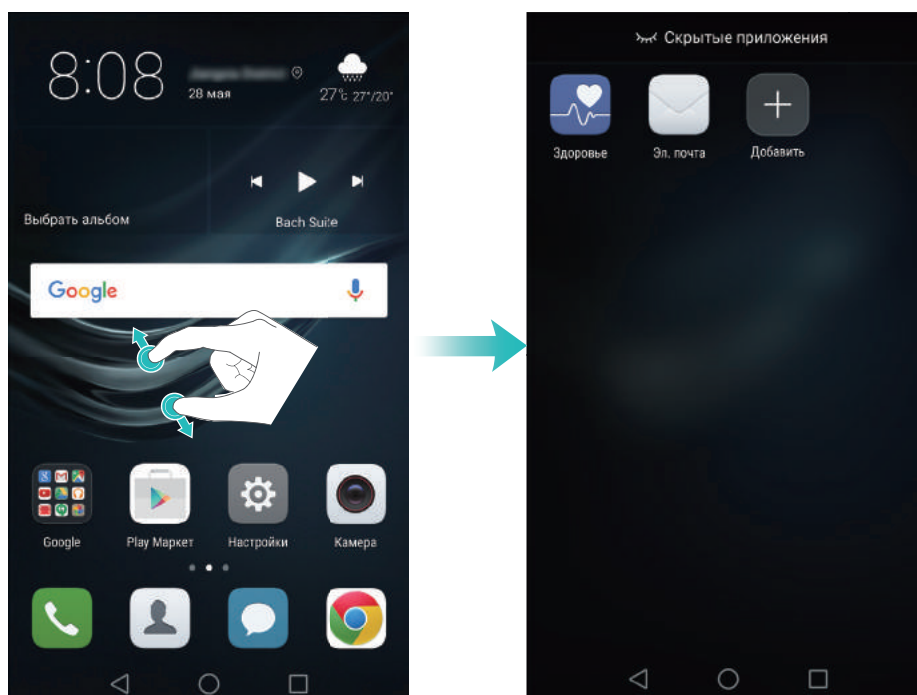 8:08
28 мая
27°c 27°/20°
Выбрать альбом
Bach Suite
Google
Google
Play Маркет
Настройки
Камера
Скрытые приложения
Здоровье
Эл. почта
Добавить